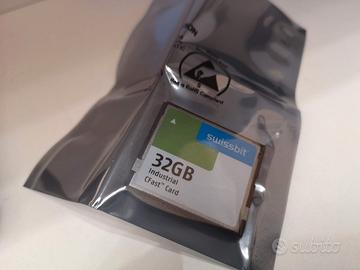 swissbit
32GB
Industrial
CFast™ Card
subito